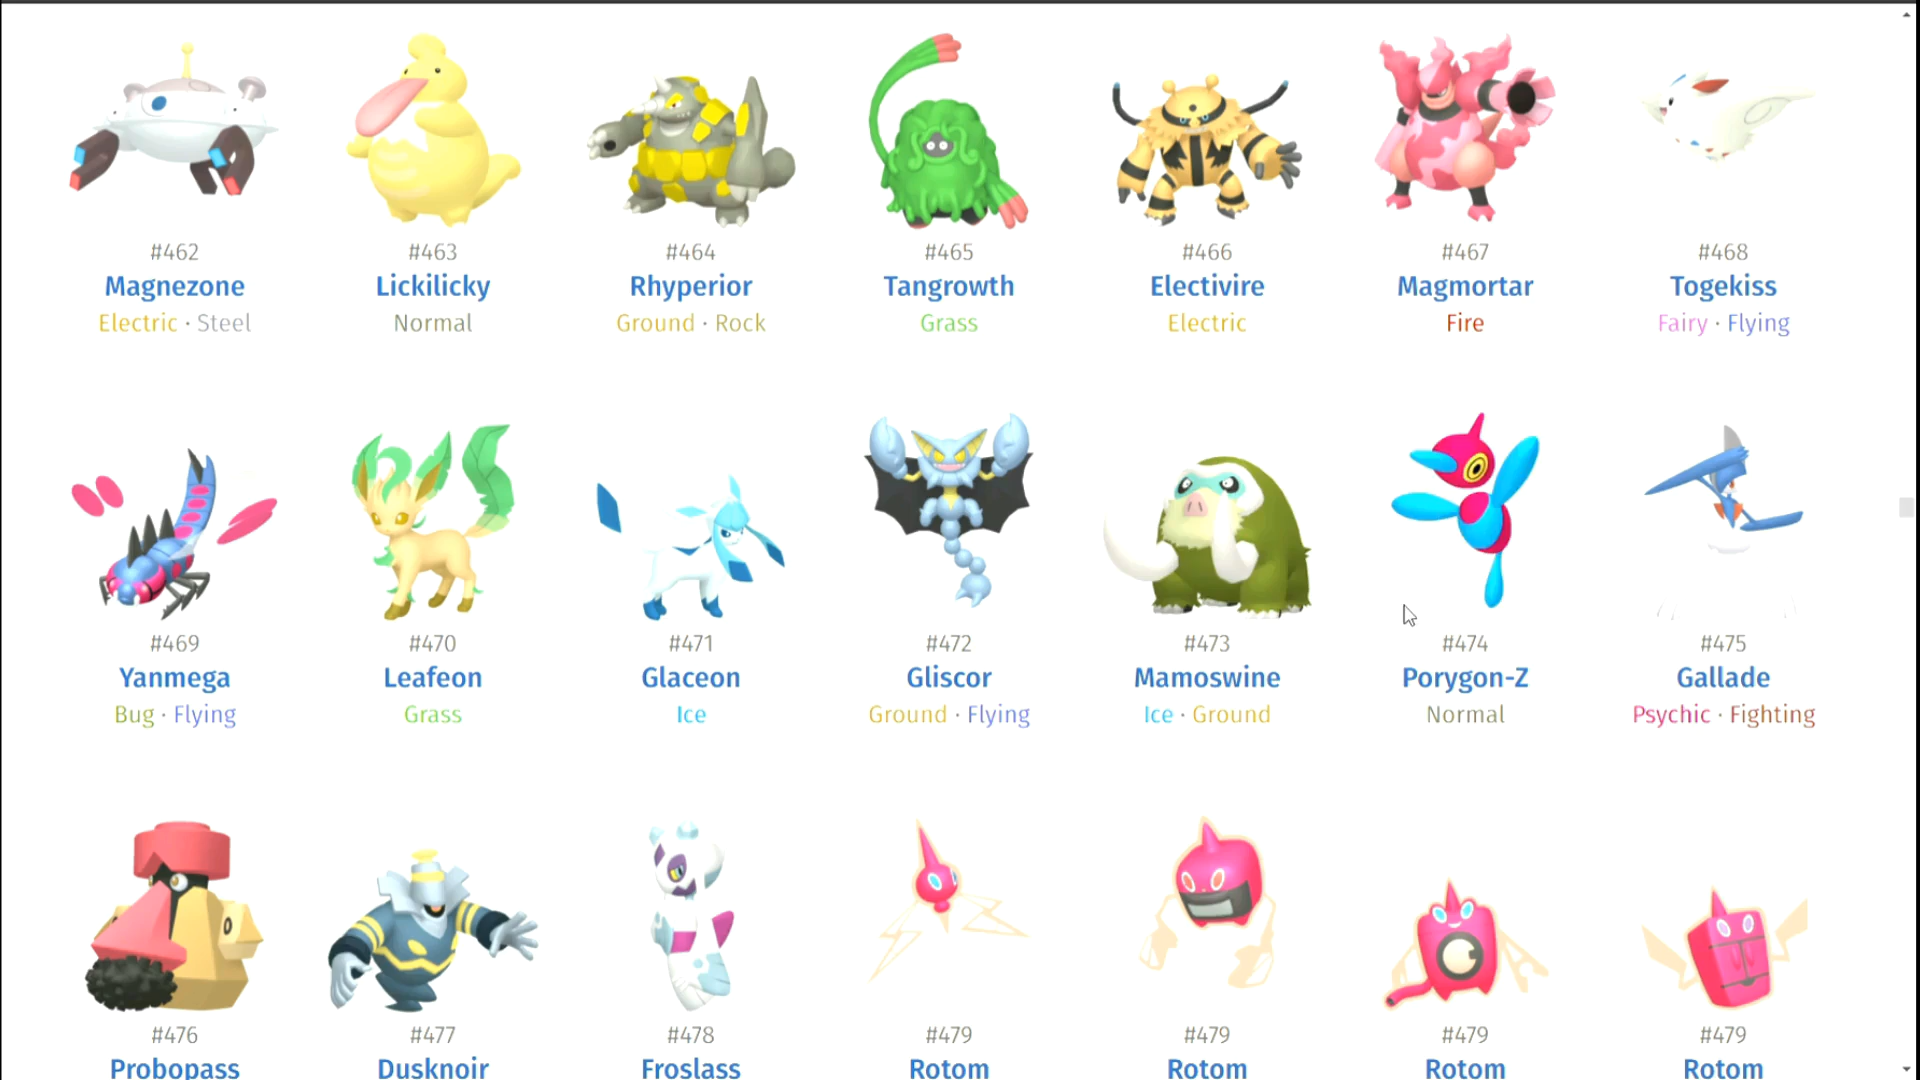 #462 #463 #464 #465 #466 #467 #468
Magnezone Lickilicky Rhyperior Tangrowth Electivire Magmortar Togekiss
Electric · Steel Normal Ground · Rock Grass Electric Fire Fairy · Flying
#469 #470 #471 #472 #473 #474 #475
Yanmega Leafeon Glaceon Gliscor Mamoswine Porygon-Z Gallade
Bug · Flying Grass Ice Ground · Flying Ice · Ground Normal Psychic · Fighting
#476 #477 #478 #479 #479 #479 #479
Probopass Dusknoir Froslass Rotom Rotom Rotom Rotom